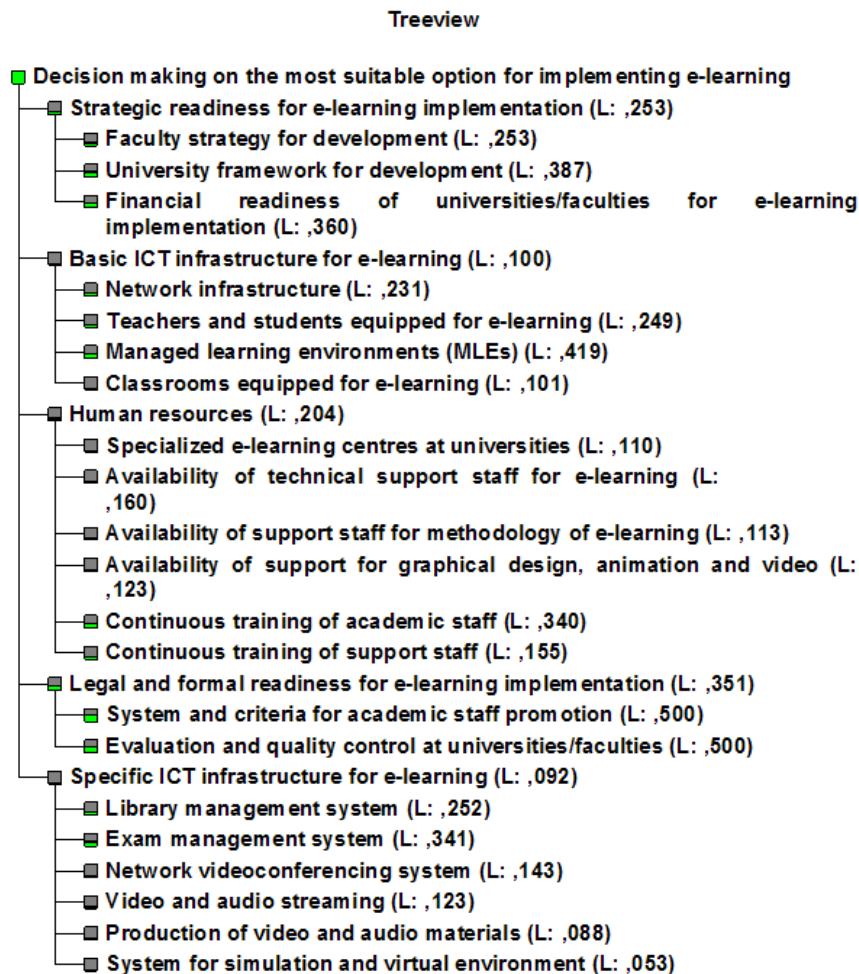 Treeview
Decision making on the most suitable option for implementing e-learning
Strategic readiness for e-learning implementation (L: ,253)
Faculty strategy for development (L: ,253)
University framework for development (L: ,387)
Financial readiness of universities/faculties for e-learning
implementation (L: ,360)
Basic ICT infrastructure for e-learning (L: ,100)
Network infrastructure (L: ,231)
Teachers and students equipped for e-learning (L: ,249)
Managed learning environments (MLEs) (L: ,419)
Classrooms equipped for e-learning (L: ,101)
Human resources (L: ,204)
Specialized e-learning centres at universities (L: ,110)
Availability of technical support staff for e-learning (L:
,160)
Availability of support staff for methodology of e-learning (L: ,113)
Availability of support for graphical design, animation and video (L:
,123)
Continuous training of academic staff (L: ,340)
Continuous training of support staff (L: ,155)
Legal and formal readiness for e-learning implementation (L: ,351)
System and criteria for academic staff promotion (L: ,500)
Evaluation and quality control at universities/faculties (L: ,500)
Specific ICT infrastructure for e-learning (L: ,092)
Library management system (L: ,252)
Exam management system (L: ,341)
Network videoconferencing system (L: ,143)
Video and audio streaming (L: ,123)
Production of video and audio materials (L: ,088)
System for simulation and virtual environment (L: ,053)